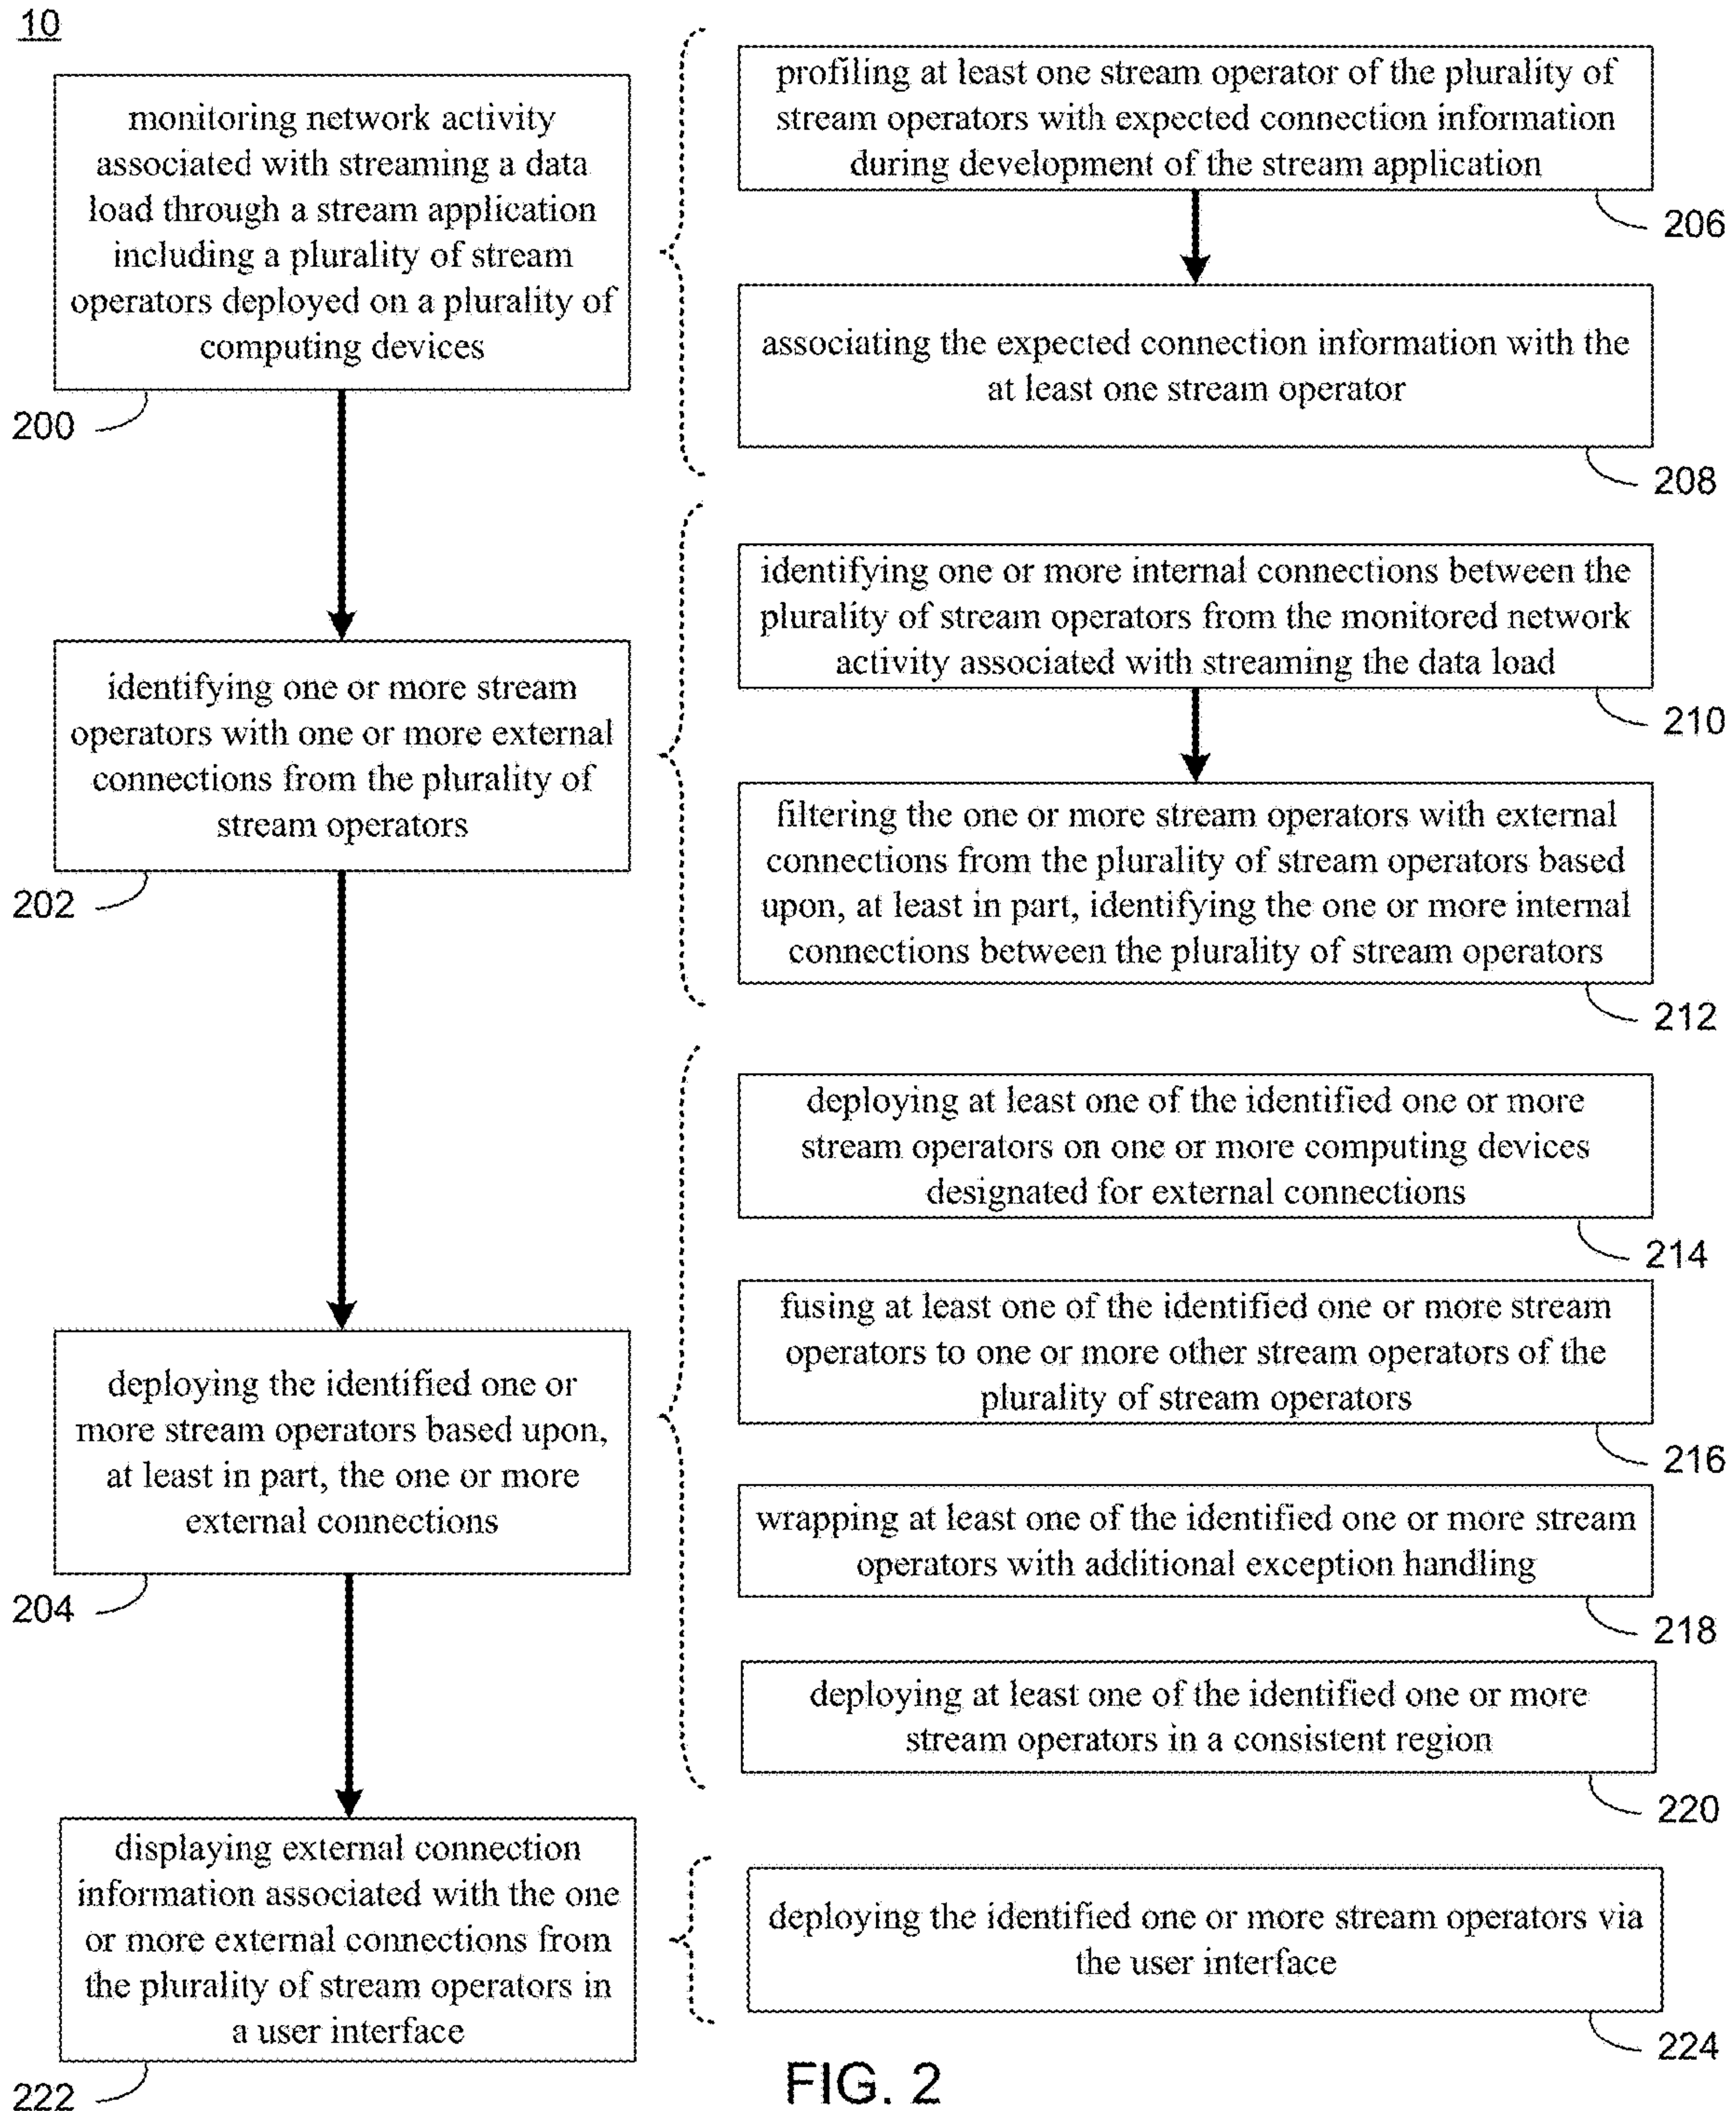 10
monitoring network activity
associated with streaming a data
load through a stream application
including a plurality of stream
operators deployed on a plurality of
computing devices
200
profiling at least one stream operator of the plurality of
stream operators with expected connection information
during development of the stream application
206
associating the expected connection information with the
at least one stream operator
208
identifying one or more stream
operators with one or more external
connections from the plurality of
stream operators
202
identifying one or more internal connections between the
plurality of stream operators from the monitored network
activity associated with streaming the data load
210
filtering the one or more stream operators with external
connections from the plurality of stream operators based
upon, at least in part, identifying the one or more internal
connections between the plurality of stream operators
212
deploying the identified one or
more stream operators based upon,
at least in part, the one or more
external connections
204
deploying at least one of the identified one or more
stream operators on one or more computing devices
designated for external connections
214
fusing at least one of the identified one or more stream
operators to one or more other stream operators of the
plurality of stream operators
216
wrapping at least one of the identified one or more stream
operators with additional exception handling
218
deploying at least one of the identified one or more
stream operators in a consistent region
220
displaying external connection
information associated with the one
or more external connections from
the plurality of stream operators in
a user interface
222
deploying the identified one or more stream operators via
the user interface
224
FIG. 2